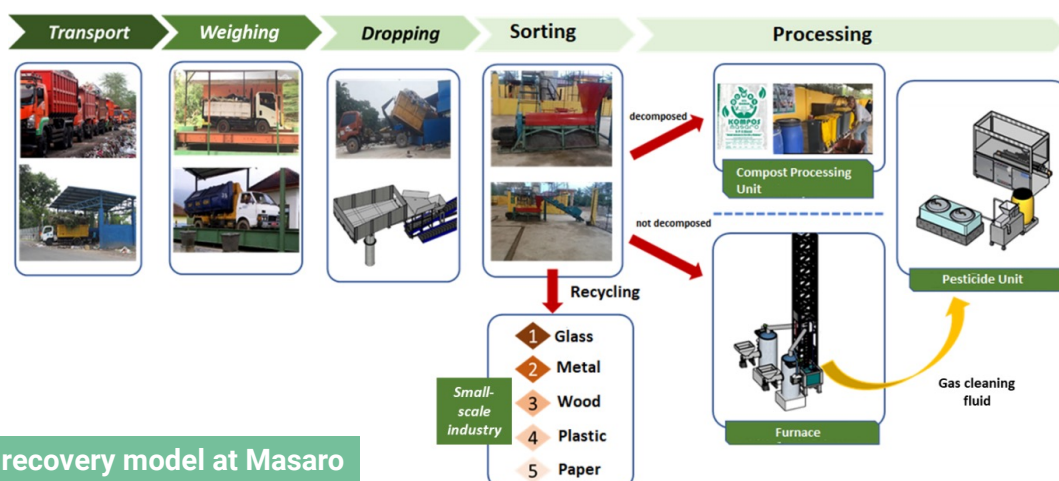 Transport
Weighing
Dropping
Sorting
Processing
decomposed
KOMPOS
Compost Processing
Unit
not decomposed
Pesticide Unit
Recycling
1 Glass
2 Metal
3 Wood
4 Plastic
5 Paper
Small-
scale
industry
Furnace
Gas cleaning
fluid
recovery model at Masaro